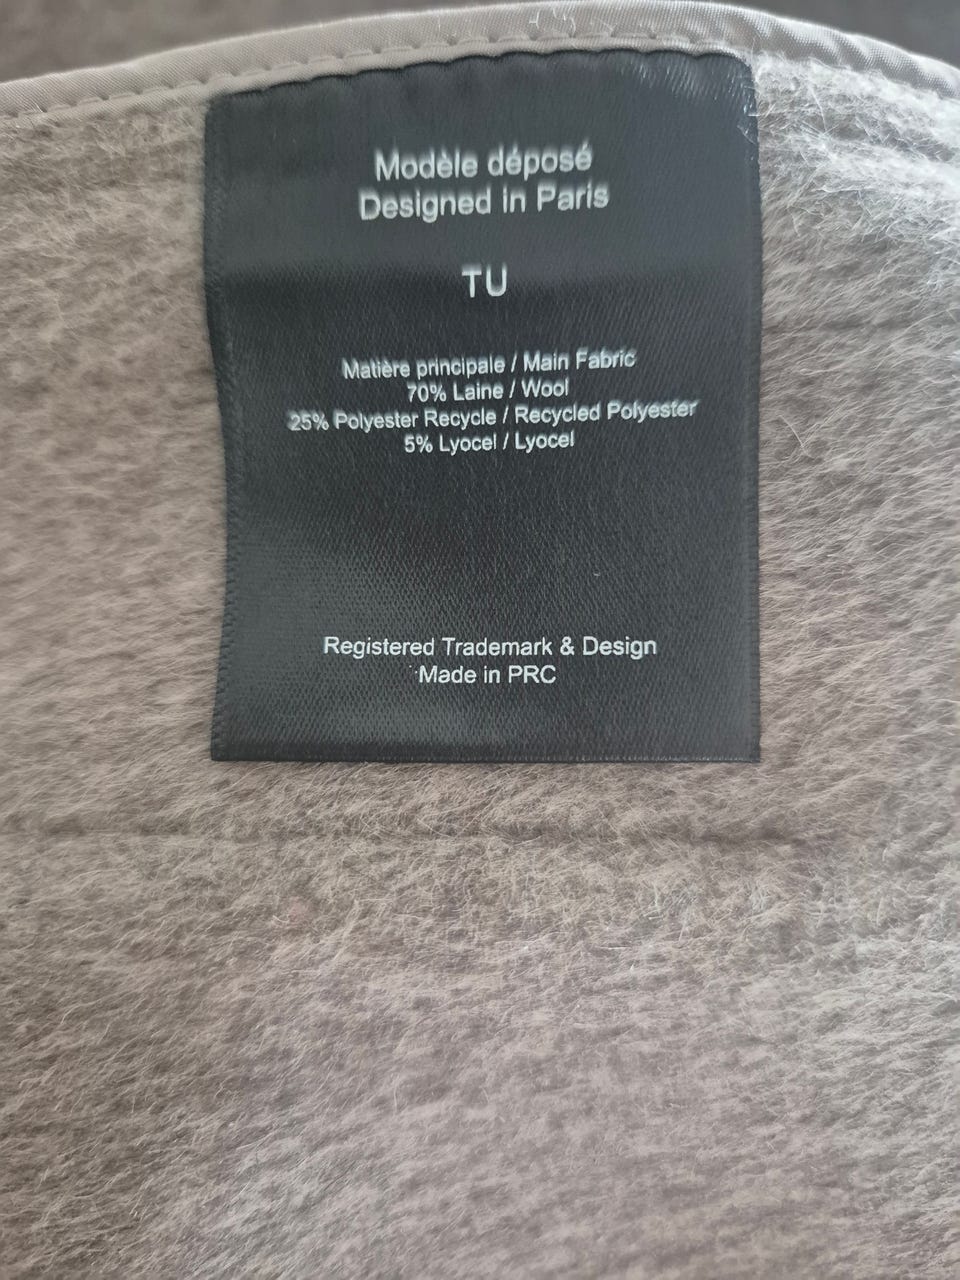 Modèle déposé
Designed In Paris
TU
Matière principale / Main Fabric
70% Laine / Wool
25% Polyester Recycle / Recycled Polyester
5% Lyocel / Lyocel
Registered Trademark & Design
Made in PRC